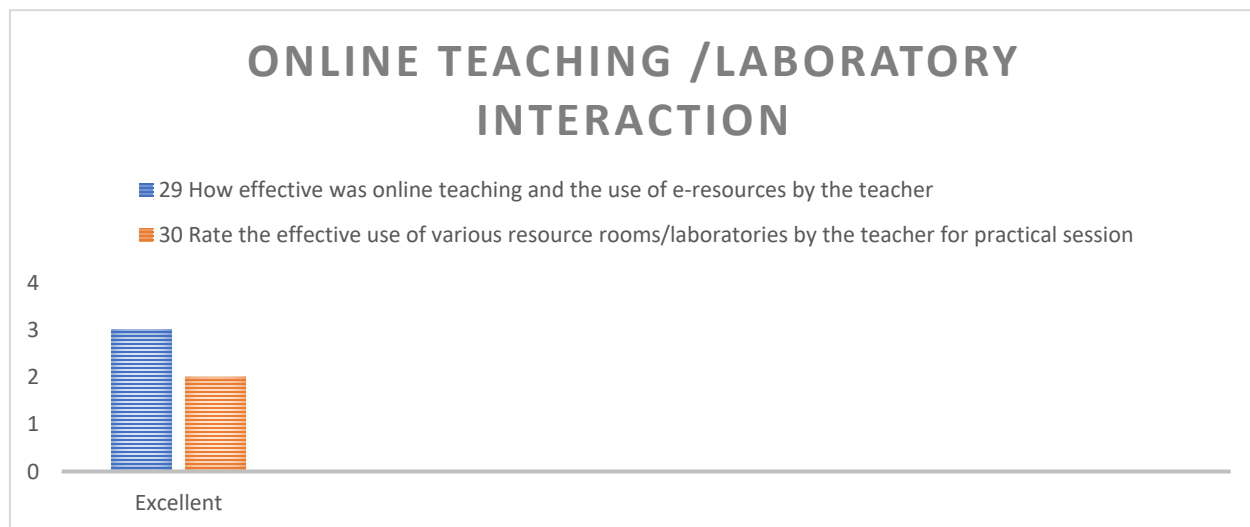 ONLINE TEACHING /LABORATORY
INTERACTION
29 How effective was online teaching and the use of e-resources by the teacher
30 Rate the effective use of various resource rooms/laboratories by the teacher for practical session
4
3
2
1
0
Excellent